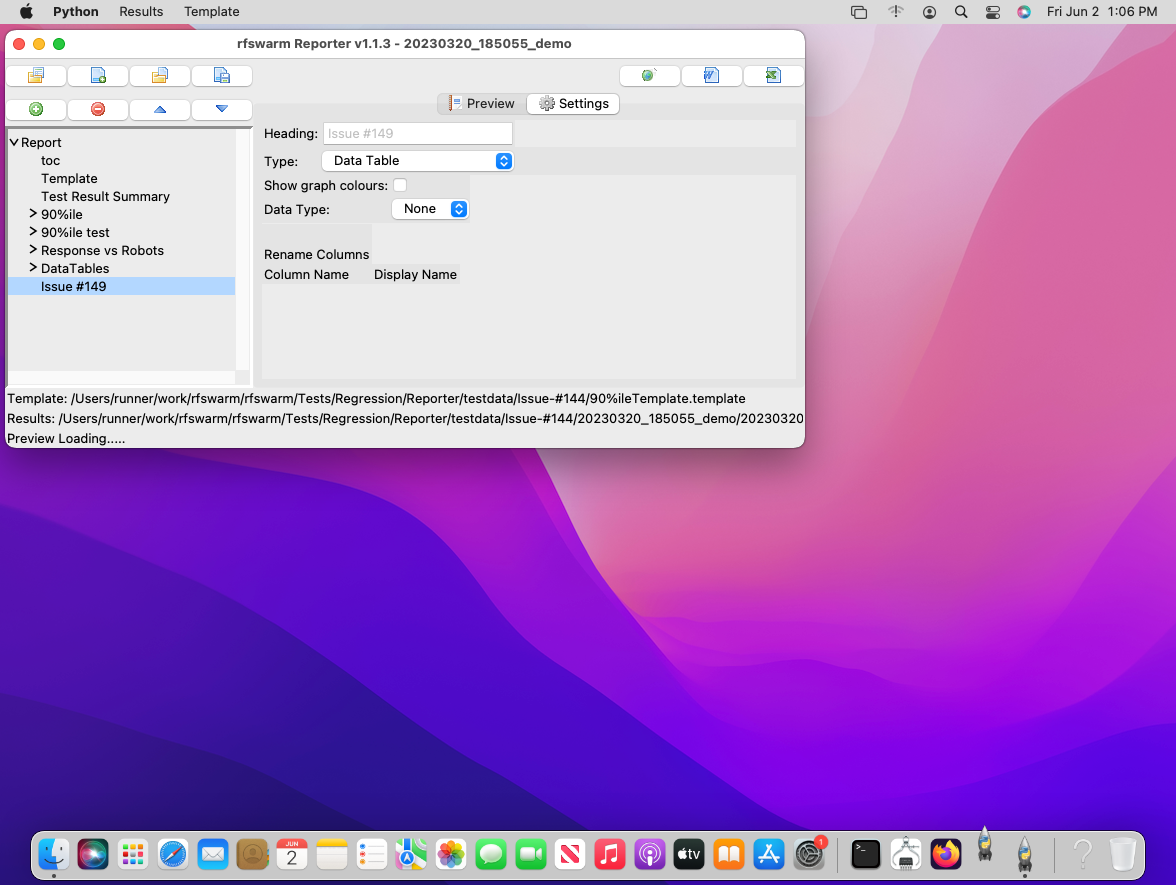 Python Results Template Fri Jun 2 1:06 PM
rfswarm Reporter v1.1.3 - 20230320_185055_demo
Preview Settings
Report
toc
Template
Test Result Summary
90%ile
90%ile test
Response vs Robots
DataTables
Issue #149
Heading: Issue #149
Type: Data Table
Show graph colours:
Data Type: None
Rename Columns
Column Name Display Name
Template: /Users/runner/work/rfswarm/rfswarm/Tests/Regression/Reporter/testdata/Issue-#144/90%ileTemplate.template
Results: /Users/runner/work/rfswarm/rfswarm/Tests/Regression/Reporter/testdata/Issue-#144/20230320_185055_demo/20230320
Preview Loading.....
JUN
2
tv
1
>_